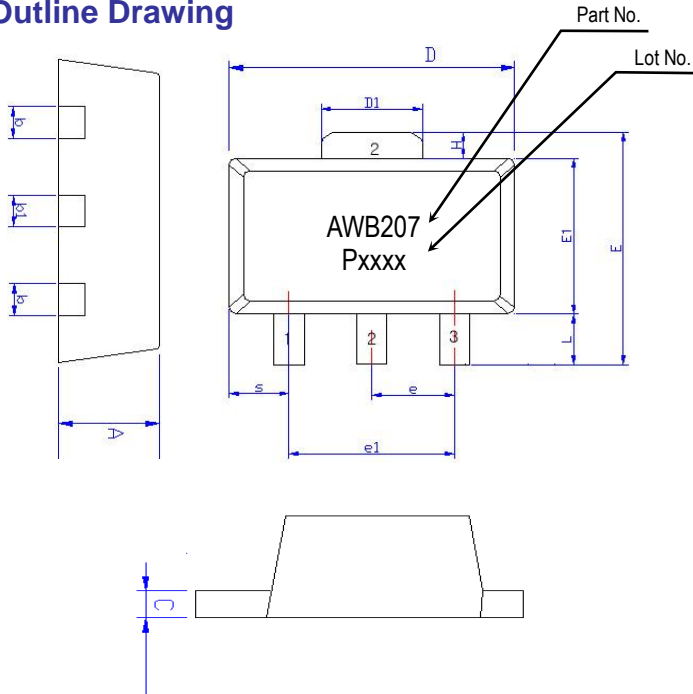 Outline Drawing
Part No.
Lot No.
D
D1
H
2
b
b1
b
AWB207
Pxxxx
E1
E
1
2
3
L
s
e
A
e1
C